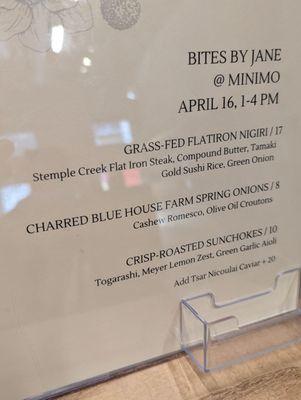 BITES BY JANE
@ MINIMO
APRIL 16, 1-4 PM
GRASS-FED FLATIRON NIGIRI / 17
Stemple Creek Flat Iron Steak, Compound Butter, Tamaki
Gold Sushi Rice, Green Onion
CHARRED BLUE HOUSE FARM SPRING ONIONS / 8
Cashew Romesco, Olive Oil Croutons
CRISP-ROASTED SUNCHOKES / 10
Togarashi, Meyer Lemon Zest, Green Garlic Aioli
Add Tsar Nicoulai Caviar + 20